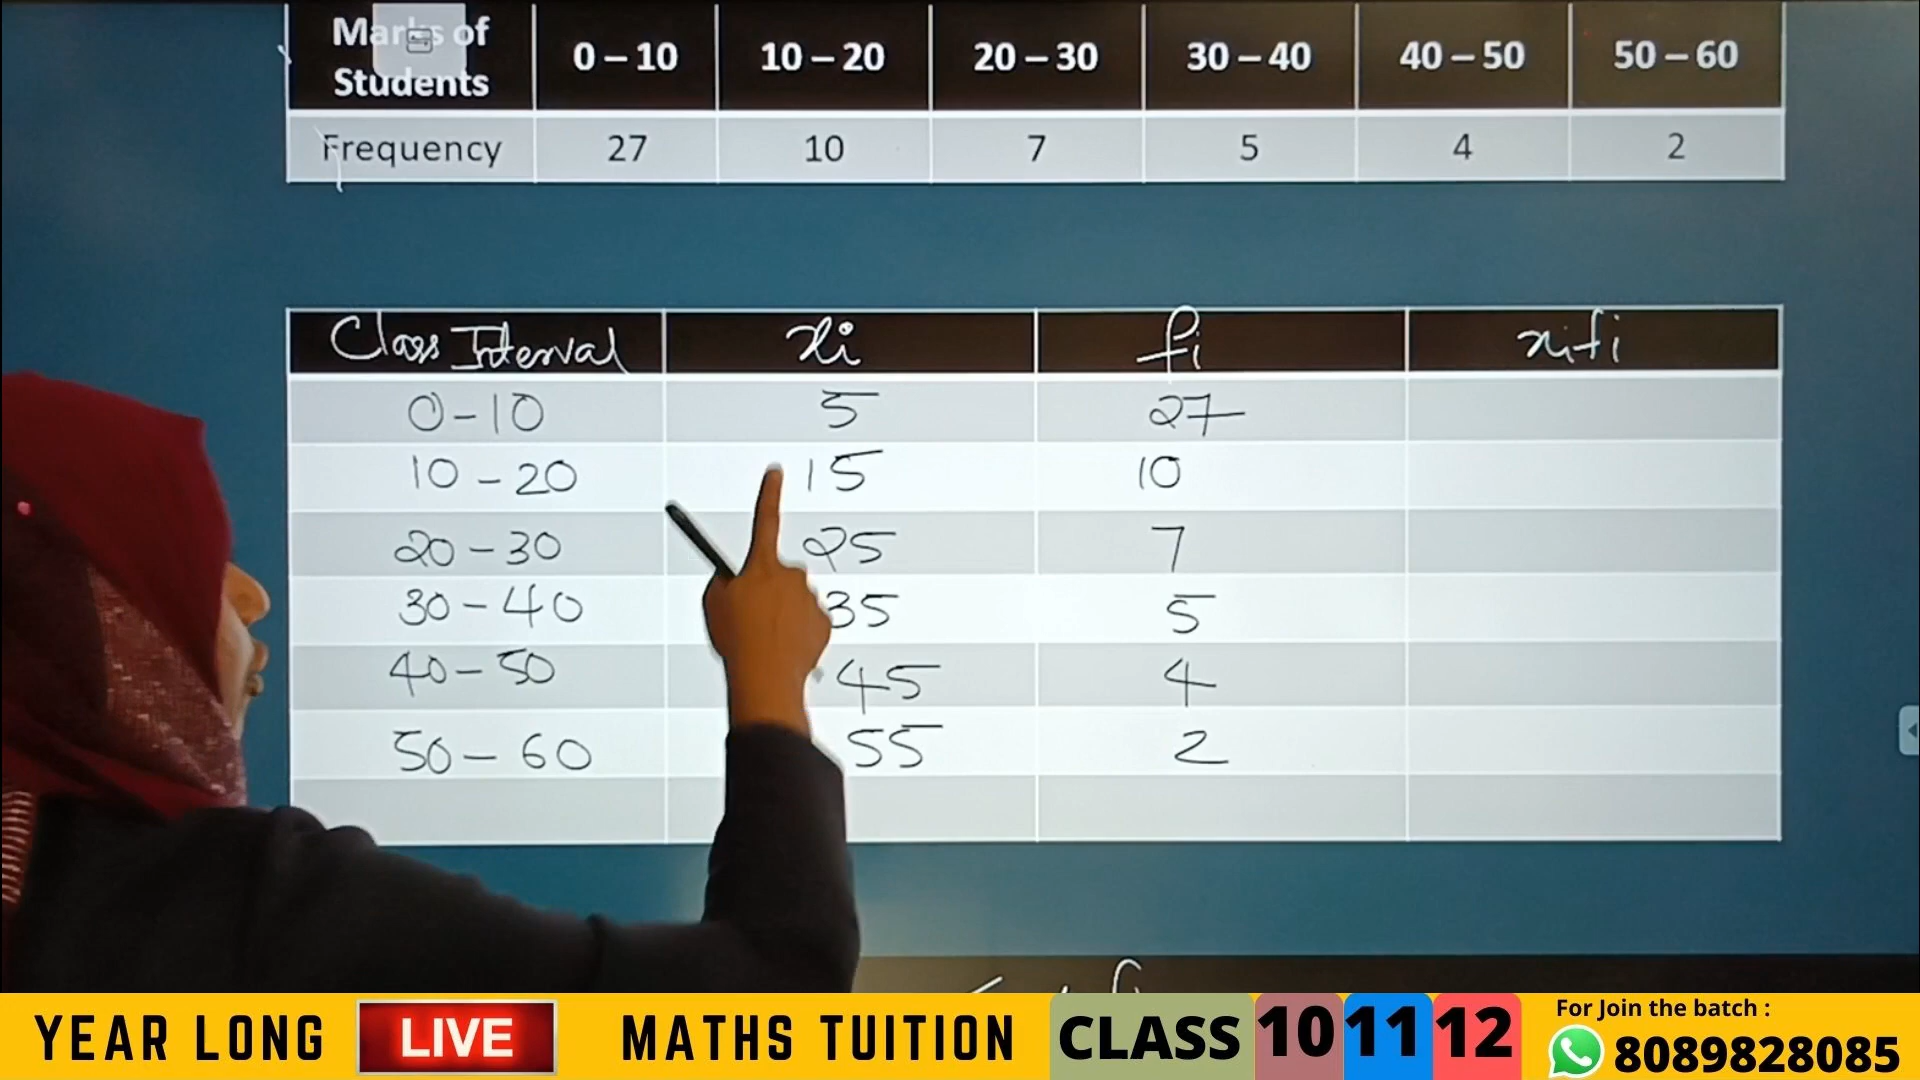 Marks of Students 0 – 10 10 – 20 20 – 30 30 – 40 40 – 50 50 – 60
Frequency 27 10 7 5 4 2
Class Interval xi fi xifi
0-10 5 27
10-20 15 10
20-30 25 7
30-40 35 5
40-50 45 4
50-60 55 2
YEAR LONG LIVE MATHS TUITION CLASS 10 11 12
For Join the batch :
8089828085